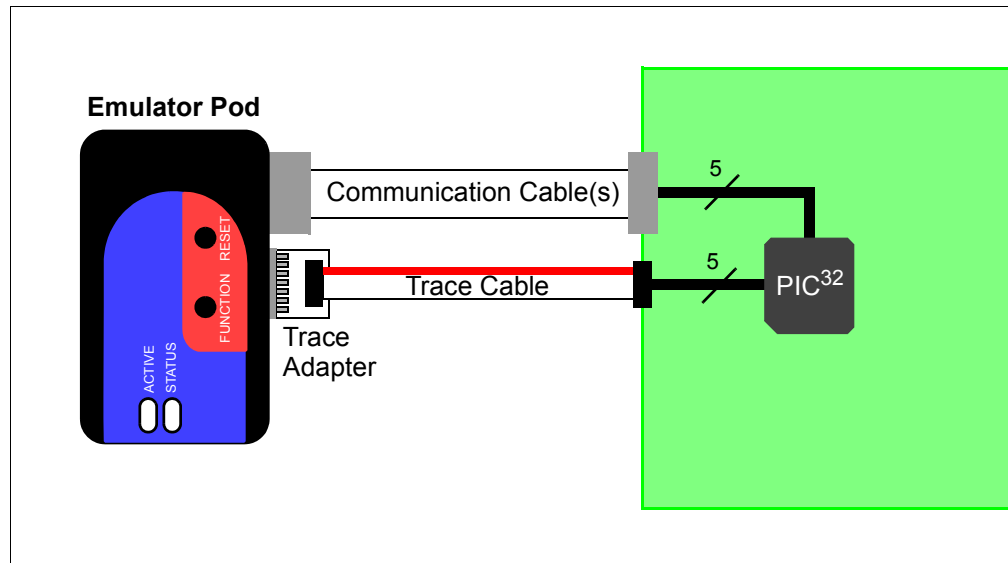 Emulator Pod
Communication Cable(s)
5
RESET
FUNCTION
5
PIC32
Trace Cable
Trace
Adapter
ACTIVE
STATUS